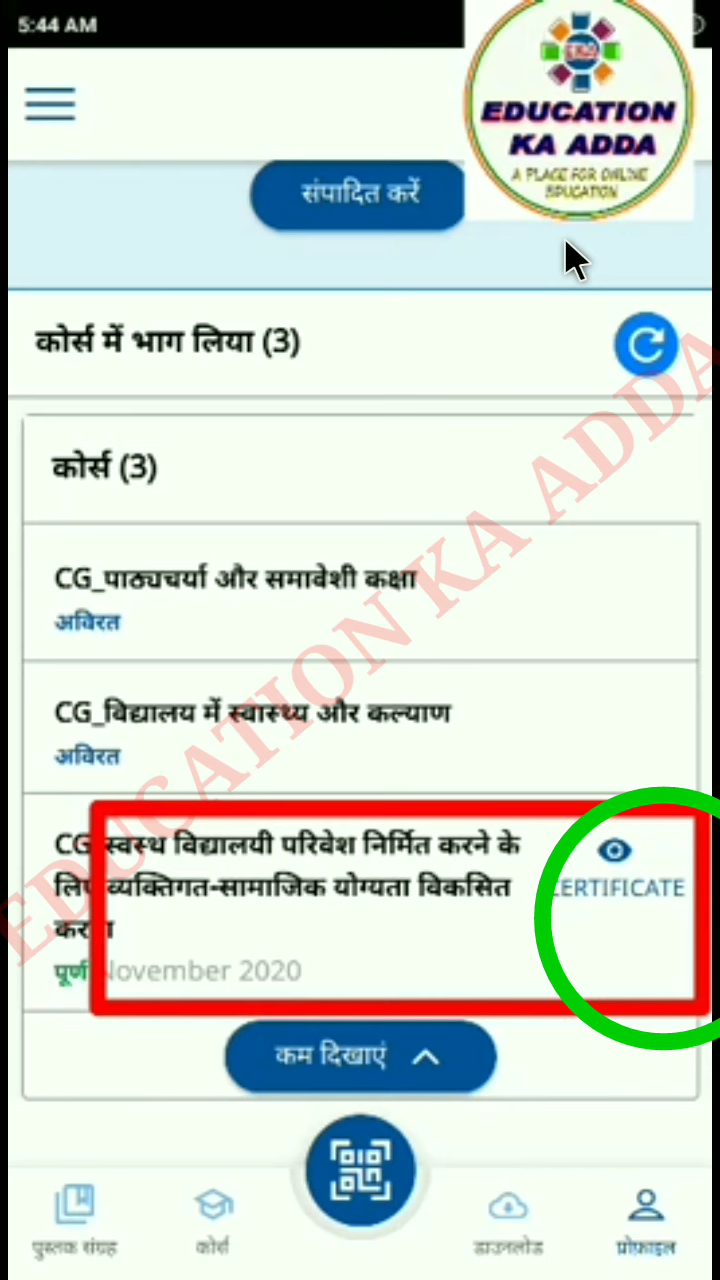 5:44 AM
EDUCATION
KA ADDA
A PLACE FOR ONLINE
EDUCATION
संपादित करें
कोर्स में भाग लिया (3)
कोर्स (3)
CG_पाठ्यचर्या और समावेशी कक्षा
अविरत
CG_विद्यालय में स्वास्थ्य और कल्याण
अविरत
CG_स्वस्थ विद्यालयी परिवेश निर्मित करने के
लिए व्यक्तिगत-सामाजिक योग्यता विकसित
करना
पूर्ण November 2020
CERTIFICATE
कम दिखाएं
पुस्तक संग्रह
कोर्स
डाउनलोड
प्रोफ़ाइल
EDUCATION KA ADDA